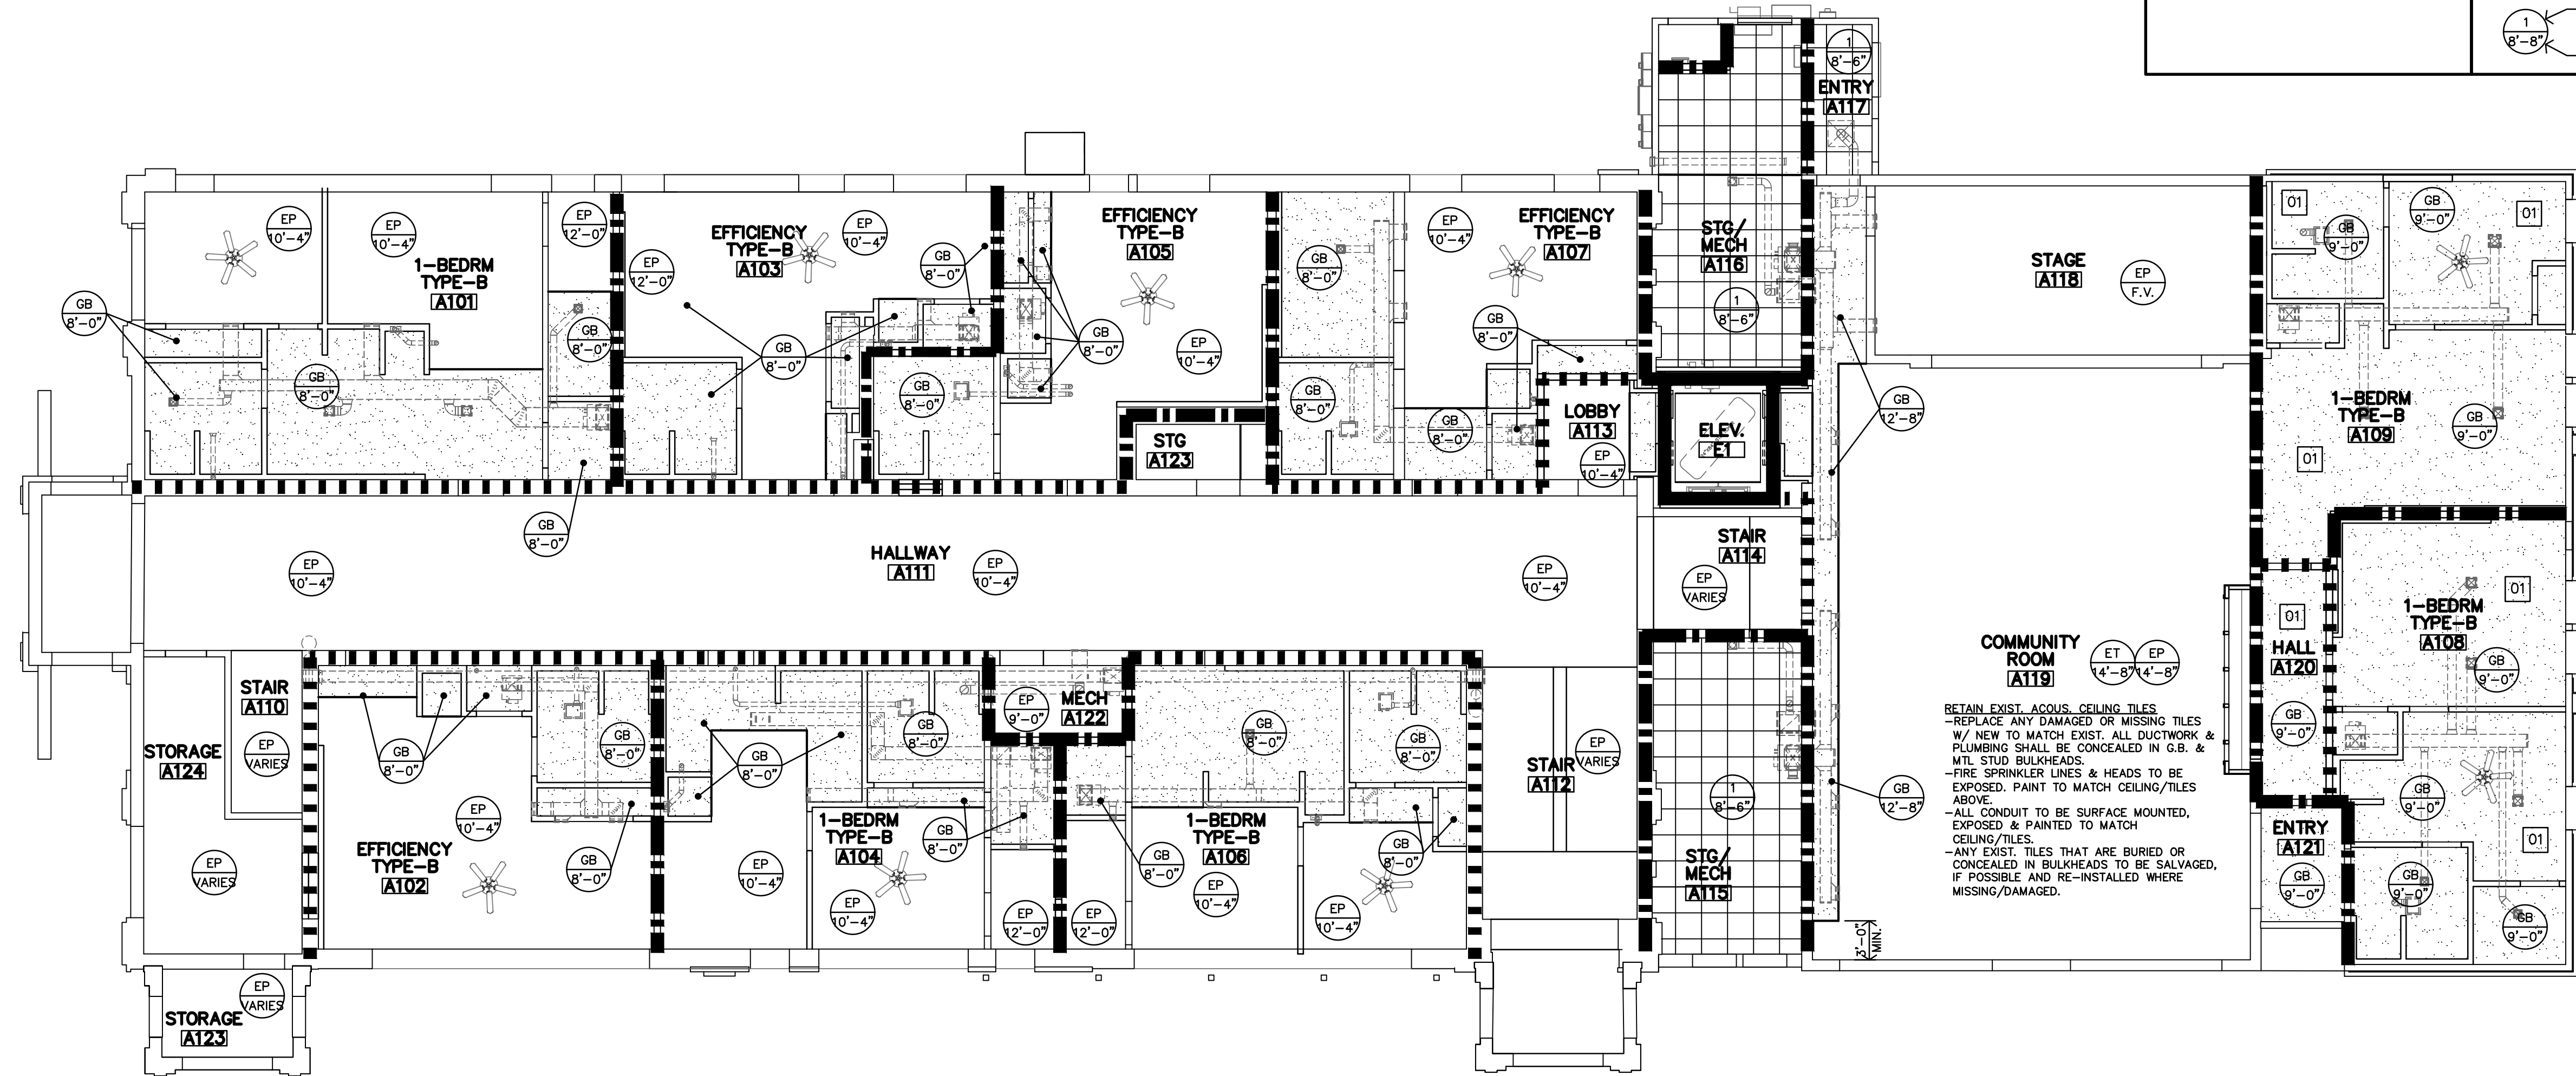 1
8'-8"
1
8'-6"
ENTRY
A117
EP
10'-4"
EP
10'-4"
1-BEDRM
TYPE-B
A101
EP
12'-0"
GB
8'-0"
GB
8'-0"
GB
8'-0"
EFFICIENCY
TYPE-B
A103
EP
10'-4"
EP
12'-0"
GB
8'-0"
GB
8'-0"
GB
8'-0"
EFFICIENCY
TYPE-B
A105
GB
8'-0"
EP
10'-4"
STG
A123
GB
8'-0"
GB
8'-0"
EP
10'-4"
EFFICIENCY
TYPE-B
A107
GB
8'-0"
GB
8'-0"
LOBBY
A113
EP
10'-4"
STG/
MECH
A116
1
8'-6"
ELEV.
E1
GB
12'-8"
STAGE
A118
EP
F.V.
01
GB
9'-0"
GB
9'-0"
01
1-BEDRM
TYPE-B
A109
GB
9'-0"
01
GB
8'-0"
EP
10'-4"
HALLWAY
A111
EP
10'-4"
EP
10'-4"
STAIR
A114
EP
VARIES
COMMUNITY
ROOM
A119
ET
14'-8"
EP
14'-8"
RETAIN EXIST. ACOUS. CEILING TILES
-REPLACE ANY DAMAGED OR MISSING TILES
W/ NEW TO MATCH EXIST. ALL DUCTWORK &
PLUMBING SHALL BE CONCEALED IN G.B. &
MTL STUD BULKHEADS.
-FIRE SPRINKLER LINES & HEADS TO BE
EXPOSED. PAINT TO MATCH CEILING/TILES
ABOVE.
-ALL CONDUIT TO BE SURFACE MOUNTED,
EXPOSED & PAINTED TO MATCH
CEILING/TILES.
-ANY EXIST. TILES THAT ARE BURIED OR
CONCEALED IN BULKHEADS TO BE SALVAGED,
IF POSSIBLE AND RE-INSTALLED WHERE
MISSING/DAMAGED.
01
HALL
A120
GB
9'-0"
01
1-BEDRM
TYPE-B
A108
GB
9'-0"
GB
9'-0"
01
ENTRY
A121
GB
9'-0"
GB
9'-0"
GB
9'-0"
STAIR
A110
EP
VARIES
STORAGE
A124
EP
VARIES
GB
8'-0"
GB
8'-0"
EP
10'-4"
EFFICIENCY
TYPE-B
A102
GB
8'-0"
GB
8'-0"
GB
8'-0"
EP
10'-4"
1-BEDRM
TYPE-B
A104
EP
10'-4"
GB
8'-0"
EP
9'-0"
MECH
A122
EP
12'-0"
EP
12'-0"
GB
8'-0"
GB
8'-0"
1-BEDRM
TYPE-B
A106
EP
10'-4"
GB
8'-0"
GB
8'-0"
EP
10'-4"
STAIR
A112
EP
VARIES
1
8'-6"
STG/
MECH
A115
GB
12'-8"
3'-0"
MIN.
EP
VARIES
STORAGE
A123